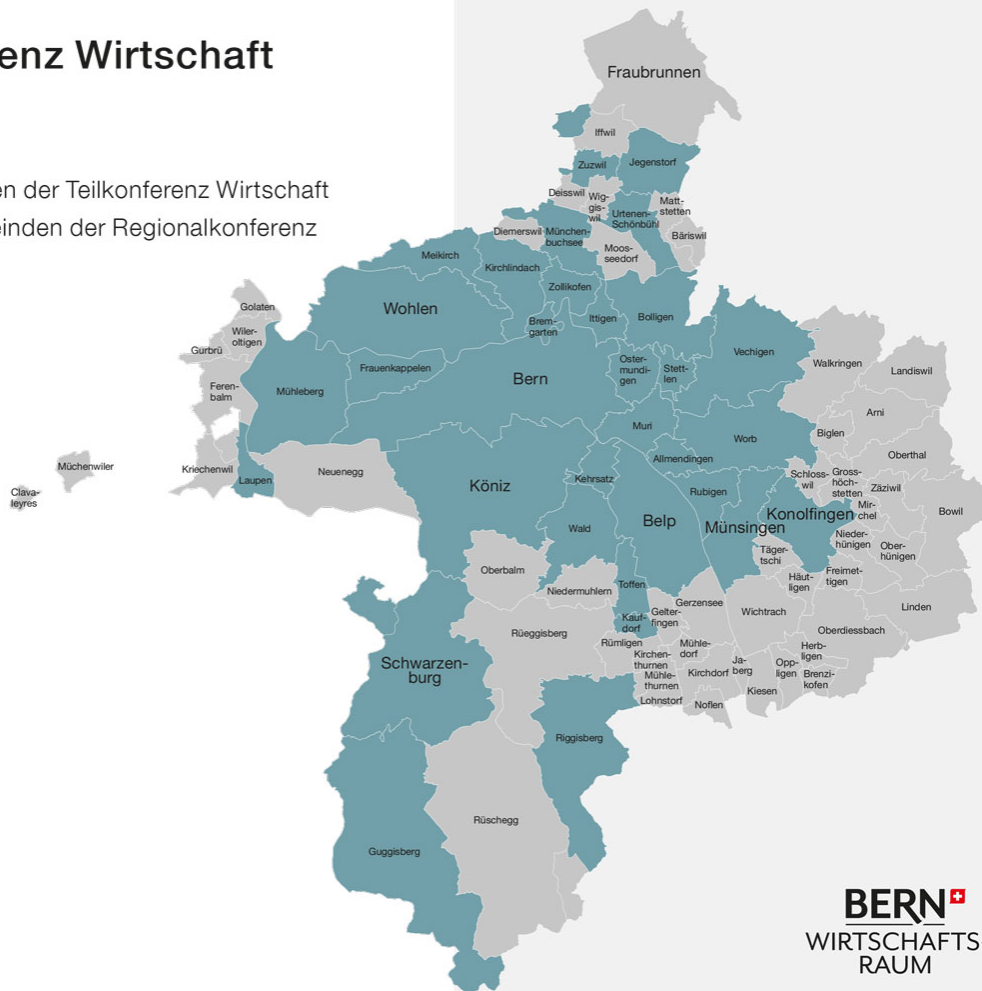 enz Wirtschaft
en der Teilkonferenz Wirtschaft
einden der Regionalkonferenz
Fraubrunnen
Iffwil
Zuzwil
Jegenstorf
Deisswil
Wig-
gis-
wil
Matt-
stetten
Urtenen-
Schönbühl
Diemerswil
München-
buchsee
Bäriswil
Moos-
seedorf
Meikirch
Kirchlindach
Zollikofen
Golaten
Wohlen
Brem-
garten
Ittigen
Bolligen
Wiler-
oltigen
Gurbrü
Vechigen
Walkringen
Frauenkappelen
Bern
Oster-
mundi-
gen
Stett-
len
Landiswil
Feren-
balm
Mühleberg
Arni
Muri
Worb
Biglen
Oberthal
Allmendingen
Müchenwiler
Kriechenwil
Laupen
Neuenegg
Köniz
Kehrsatz
Rubigen
Schloss-
wil
Gross-
höch-
stetten
Zäziwil
Clava-
leyres
Wald
Belp
Münsingen
Konolfingen
Mir-
chel
Bowil
Nieder-
hünigen
Ober-
hünigen
Täger-
tschi
Oberbalm
Niedermuhlern
Toffen
Häut-
ligen
Freimet-
tigen
Gerzensee
Gelter-
fingen
Wichtrach
Linden
Kauf-
dorf
Rüeggisberg
Rümligen
Oberdiessbach
Mühle-
dorf
Kirchen-
thurnen
Herb-
ligen
Schwarzen-
burg
Mühle-
thurnen
Kirchdorf
Ja-
berg
Opp-
ligen
Brenzi-
kofen
Kiesen
Lohnstorf
Noflen
Riggisberg
Rüschegg
Guggisberg
BERN
WIRTSCHAFTS
RAUM